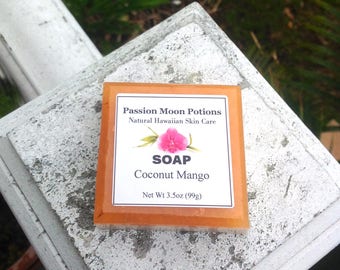 Passion Moon Potions
Natural Hawaiian Skin Care
SOAP
Coconut Mango
Net Wt 3.5oz (99g)